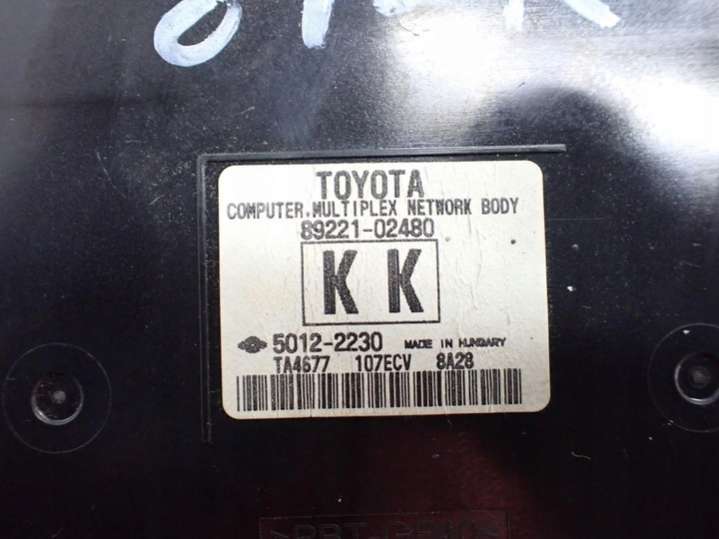 TOYOTA
COMPUTER,MULTIPLEX NETWORK BODY
89221-02480
K K
5012-2230 MADE IN HUNGARY
TA4677 107ECV 8A28